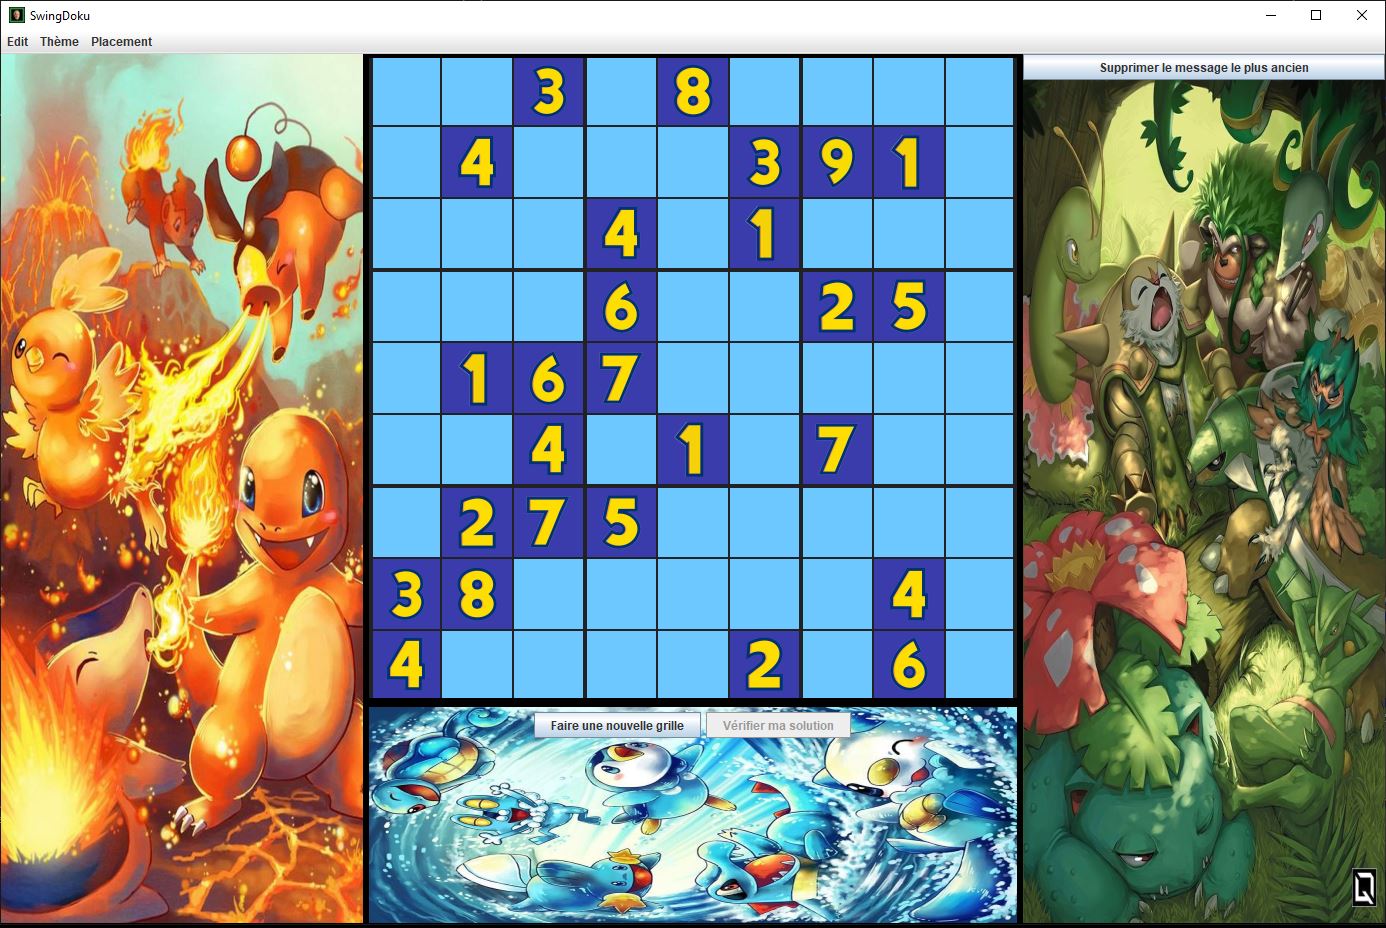 SwingDoku
Edit Thème Placement
Supprimer le message le plus ancien
3 8
4 3 9 1
4 1
6 2 5
1 6 7
4 1 7
2 7 5
3 8 4
4 2 6
Faire une nouvelle grille Vérifier ma solution